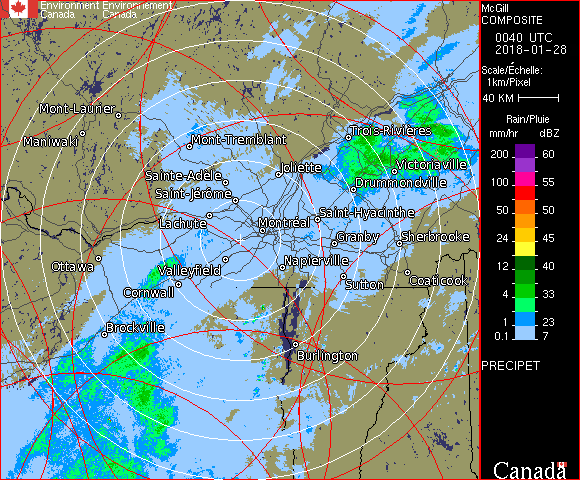 Environment Environnement
Canada Canada
McGill
COMPOSITE
0040 UTC
2018-01-28
Scale/Échelle:
1km/Pixel
40 KM
Rain/Pluie
mm/hr dBZ
200 60
100 55
50 50
24 45
12 40
4 33
1 23
0.1 7
PRECIPET
Canada
Mont-Laurier
Maniwaki
Mont-Tremblant
Trois-Rivières
Joliette
Victoriaville
Sainte-Adèle
Drummondville
Saint-Jérôme
Saint-Hyacinthe
Lachute
Montréal
Granby
Sherbrooke
Ottawa
Valleyfield
Napierville
Cornwall
Sutton
Coaticook
Brockville
Burlington